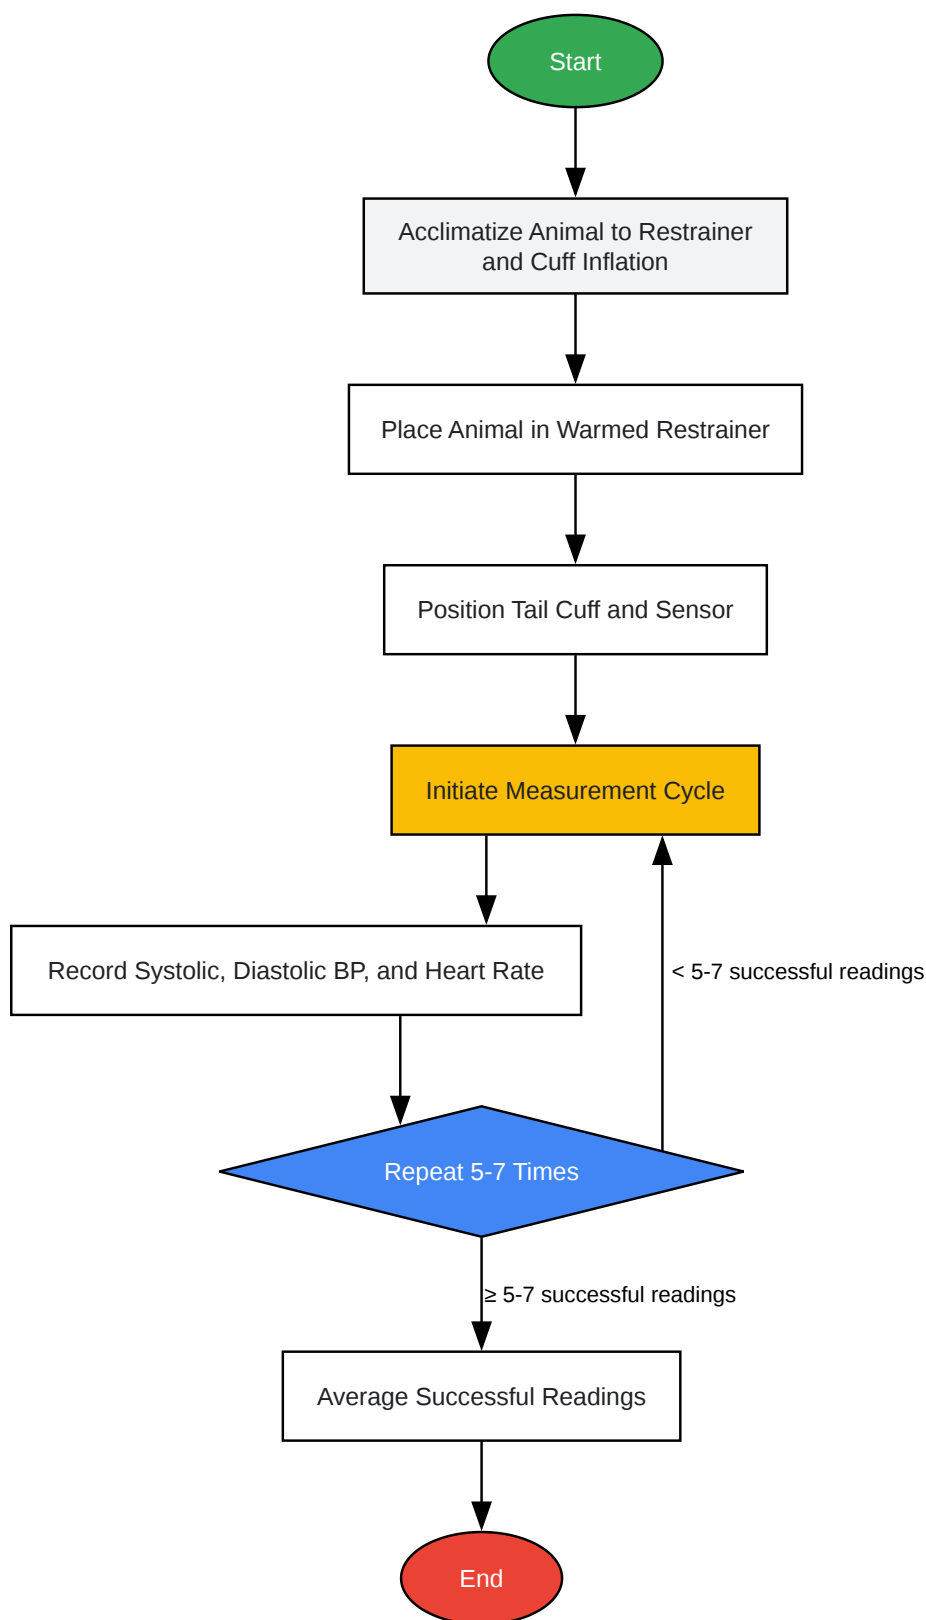 Start
Acclimatize Animal to Restrainer
and Cuff Inflation
Place Animal in Warmed Restrainer
Position Tail Cuff and Sensor
Initiate Measurement Cycle
Record Systolic, Diastolic BP, and Heart Rate
< 5-7 successful readings
Repeat 5-7 Times
≥ 5-7 successful readings
Average Successful Readings
End